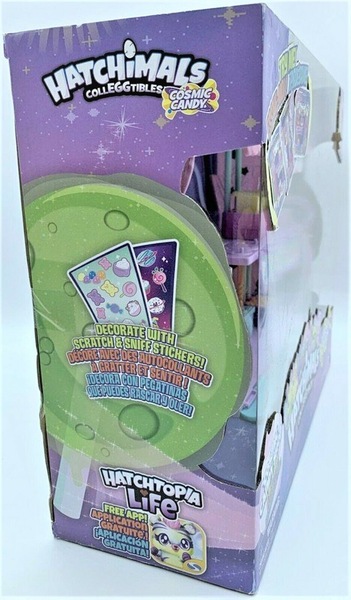 HATCHiMALS
COLLEGGTIBLES
COSMIC
CANDY
DECORATE WITH
SCRATCH & SNIFF STICKERS!
DÉCORE AVEC DES AUTOCOLLANTS
À GRATTER ET SENTIR !
¡DECORA CON PEGATINAS
QUE PUEDES RASCAR Y OLER!
HATCHTOPIA
LiFE
FREE APP!
APPLICATION
GRATUITE !
¡APLICACIÓN
GRATUITA!